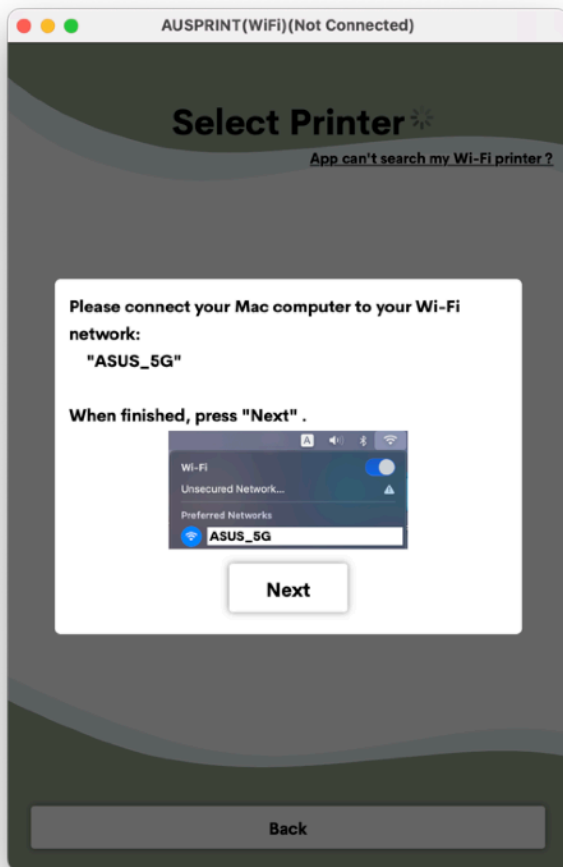 AUSPRINT(WiFi)(Not Connected)
Select Printer
App can't search my Wi-Fi printer ?
Please connect your Mac computer to your Wi-Fi
network:
"ASUS_5G"
When finished, press "Next" .
A
Wi-Fi
Unsecured Network...
Preferred Networks
ASUS_5G
Next
Back